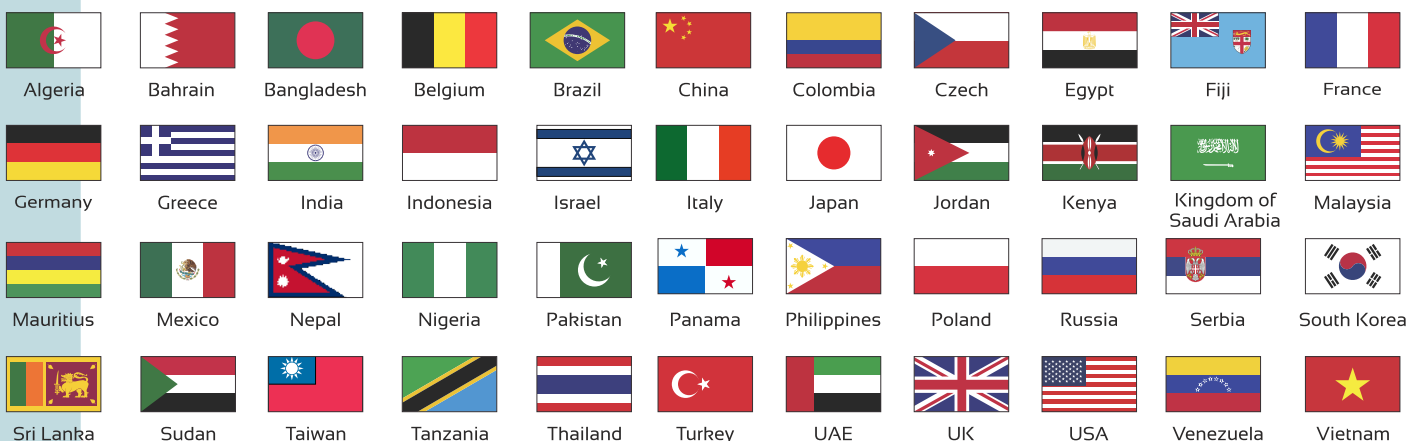 Algeria Bahrain Bangladesh Belgium Brazil China Colombia Czech Egypt Fiji France
Germany Greece India Indonesia Israel Italy Japan Jordan Kenya Kingdom of Saudi Arabia Malaysia
Mauritius Mexico Nepal Nigeria Pakistan Panama Philippines Poland Russia Serbia South Korea
Sri Lanka Sudan Taiwan Tanzania Thailand Turkey UAE UK USA Venezuela Vietnam